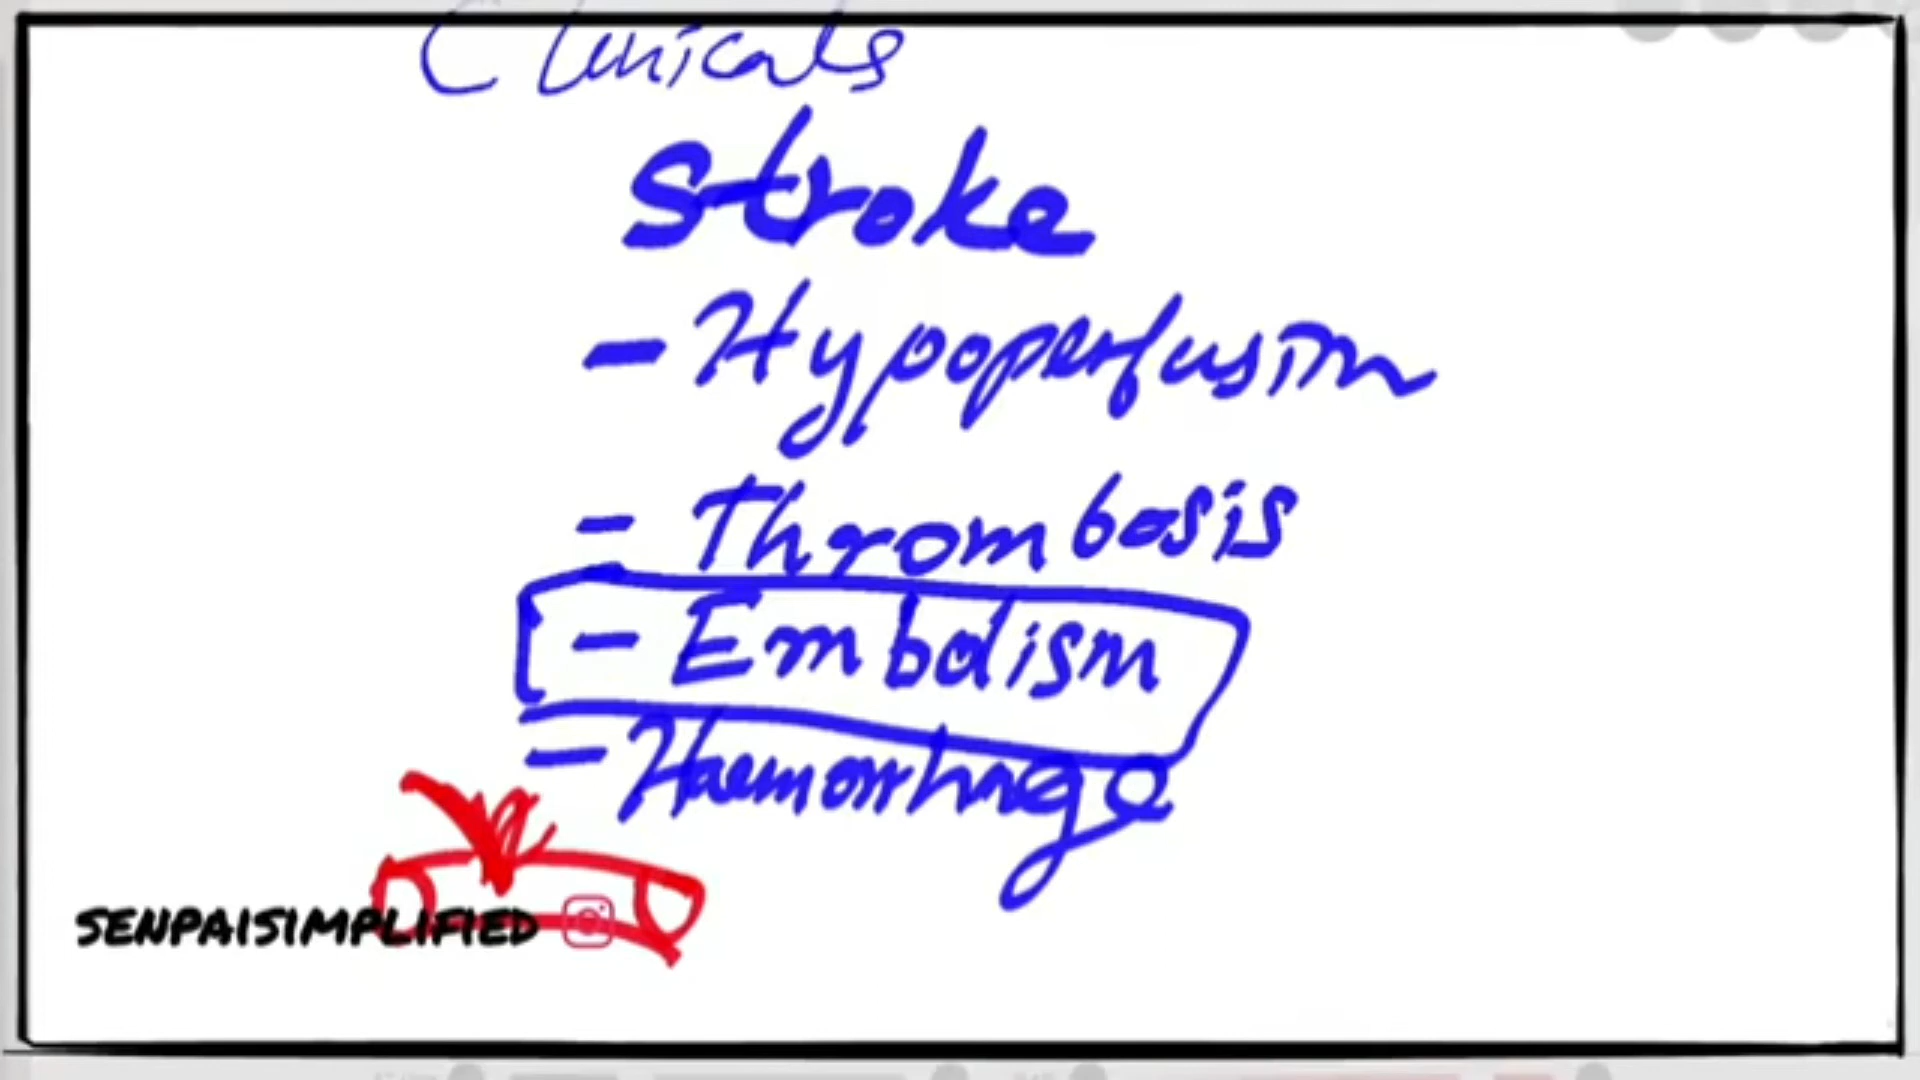 Clinicals
Stroke
- Hypoperfusion
- Thrombosis
- Embolism
- Haemorrhage
SENPAISIMPLIFIED